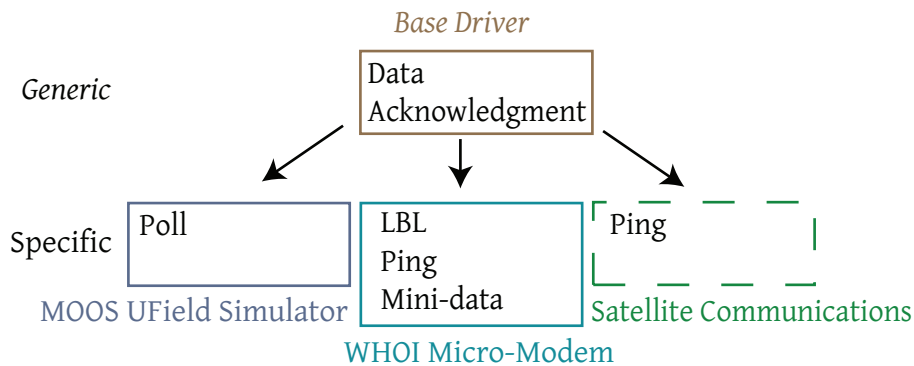 Base Driver
Generic
Data
Acknowledgment
Specific
Poll
LBL
Ping
Mini-data
Ping
MOOS UField Simulator
Satellite Communications
WHOI Micro-Modem